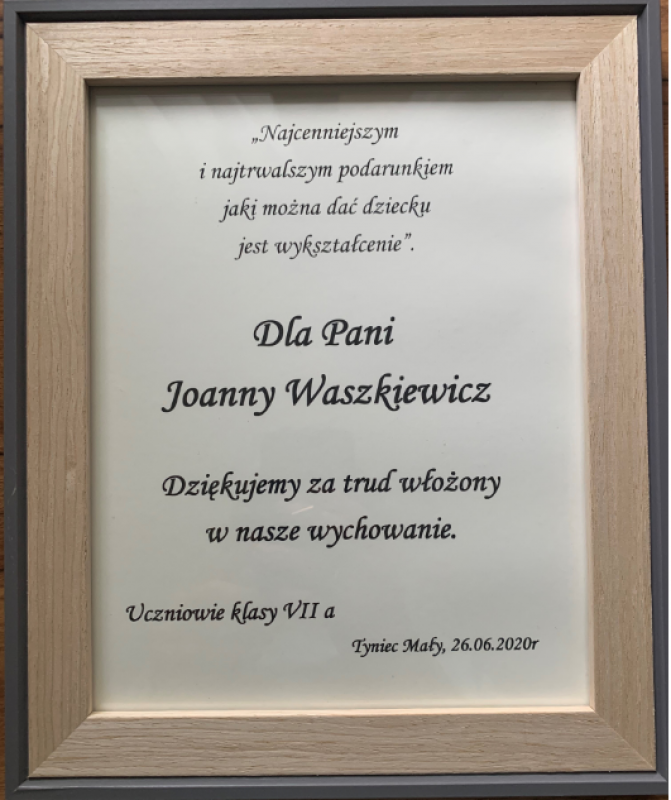 „Najcenniejszym
i najtrwalszym podarunkiem
jaki można dać dziecku
jest wykształcenie”.
Dla Pani
Joanny Waszkiewicz
Dziękujemy za trud włożony
w nasze wychowanie.
Uczniowie klasy VII a
Tyniec Mały, 26.06.2020r